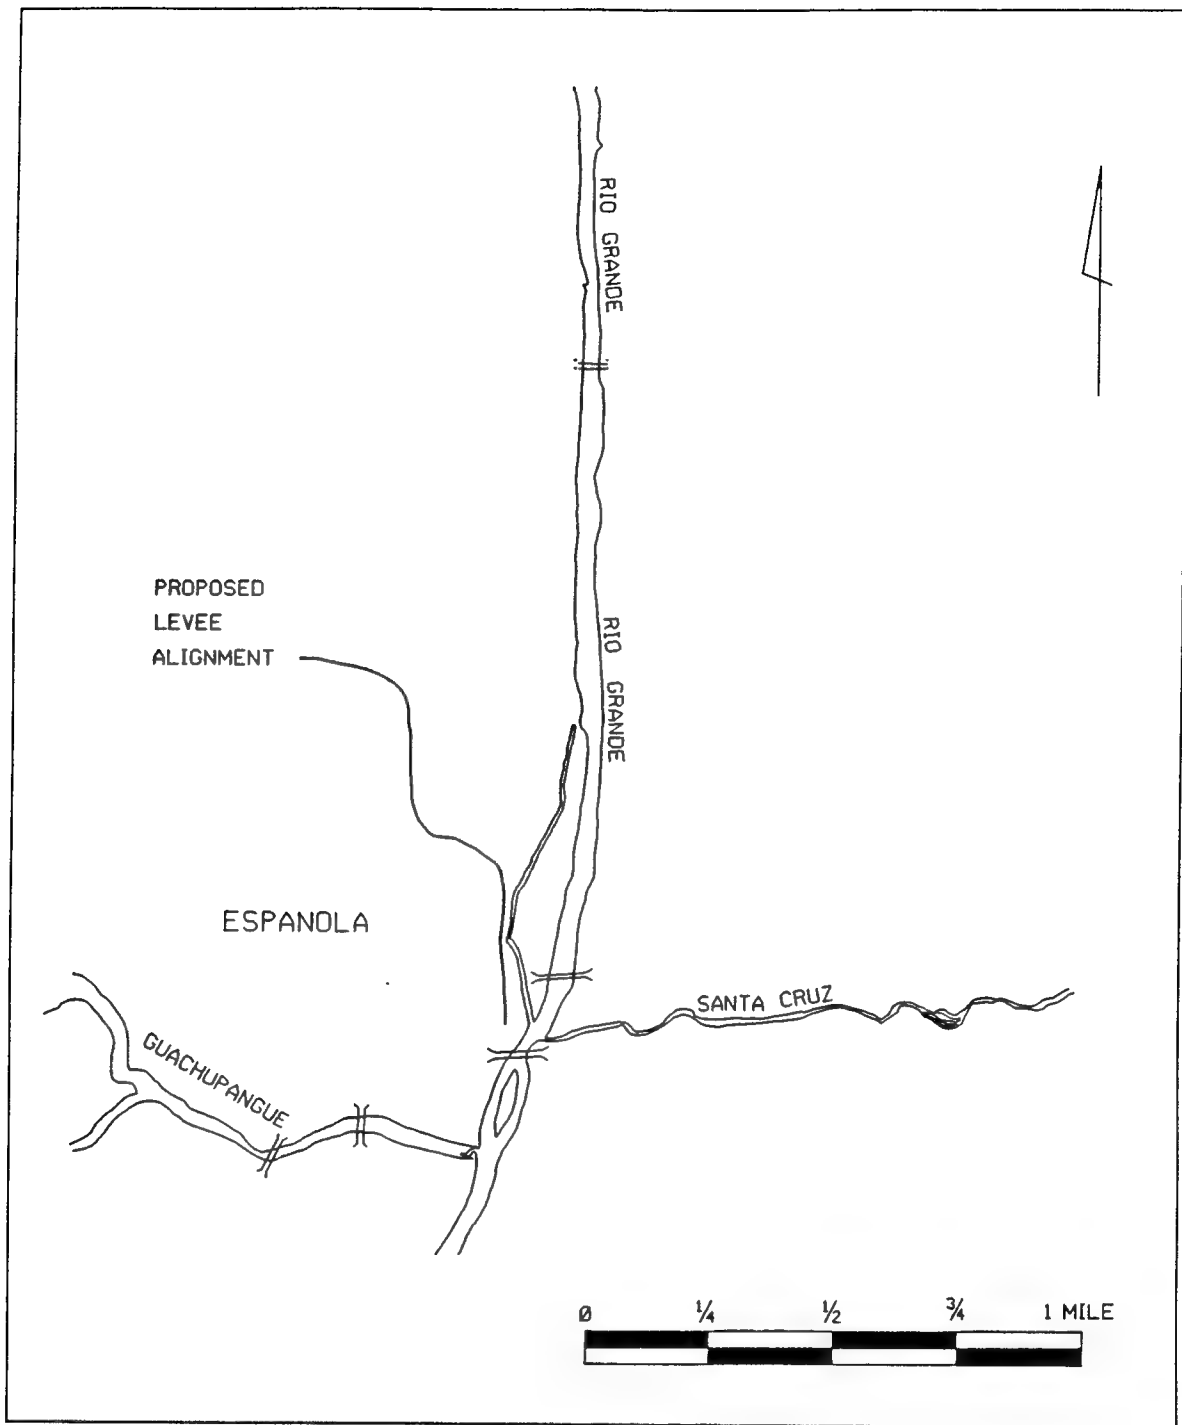 RIO GRANDE
PROPOSED
LEVEE
ALIGNMENT
RIO GRANDE
ESPANOLA
SANTA CRUZ
GUACHUPANGUE
0 1/4 1/2 3/4 1 MILE